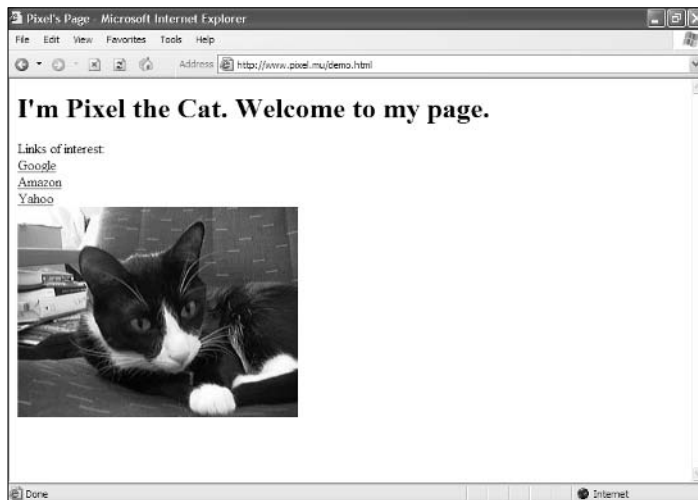 Pixel's Page - Microsoft Internet Explorer
File Edit View Favorites Tools Help
Address http://www.pixel.mu/demo.html
I'm Pixel the Cat. Welcome to my page.
Links of interest:
Google
Amazon
Yahoo
Done Internet